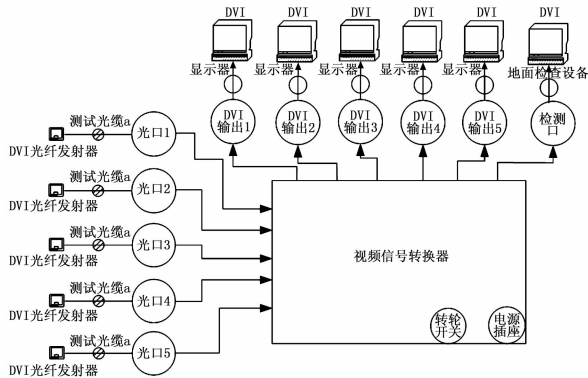 DVI DVI DVI DVI DVI DVI
显示器 显示器 显示器 显示器 显示器 地面检查设备
DVI 输出1
DVI 输出2
DVI 输出3
DVI 输出4
DVI 输出5
检测口
测试光缆a 光口1
DVI光纤发射器
测试光缆a 光口2
DVI光纤发射器
测试光缆a 光口3
DVI光纤发射器
测试光缆a 光口4
DVI光纤发射器
测试光缆a 光口5
DVI光纤发射器
视频信号转换器
转轮开关
电源插座